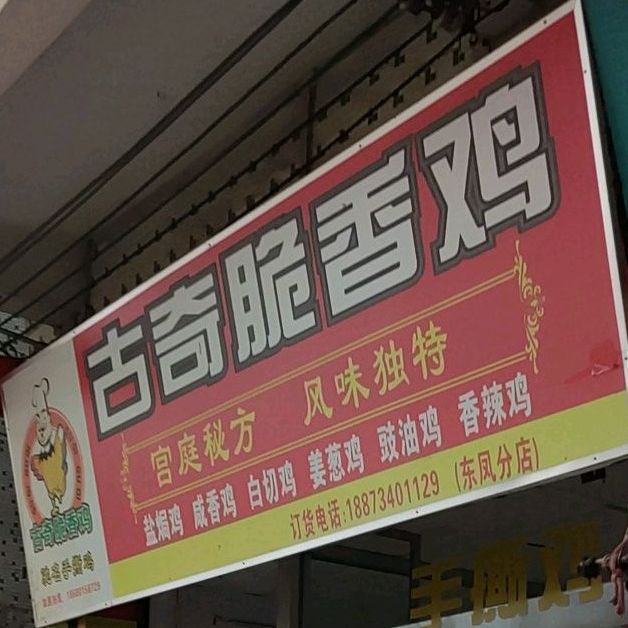 古奇脆香鸡
宫庭秘方 风味独特
盐焗鸡 咸香鸡 白切鸡 姜葱鸡 豉油鸡 香辣鸡
订货电话:18873401129 (东凤分店)
古奇脆香鸡
手撕鸡